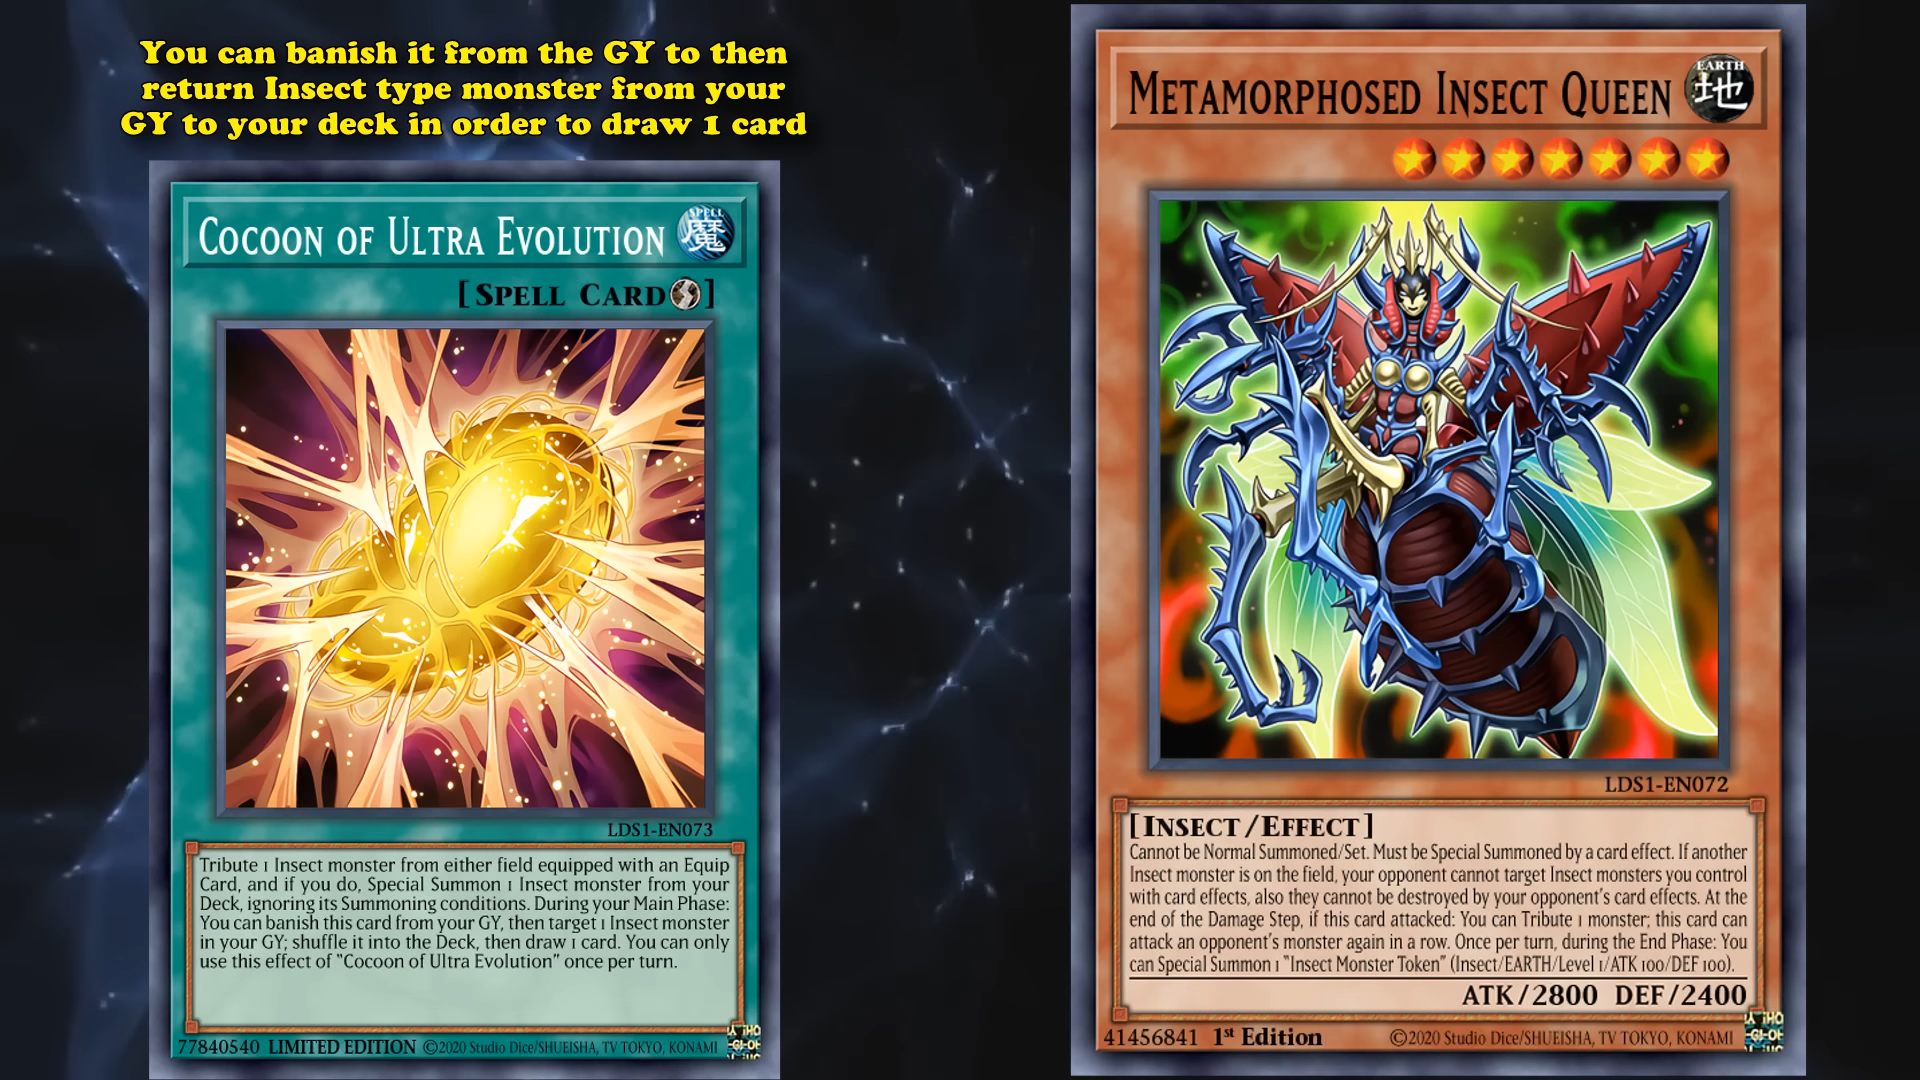 You can banish it from the GY to then
return Insect type monster from your
GY to your deck in order to draw 1 card
Cocoon of Ultra Evolution
SPELL
魔
[Spell Card]
LDS1-EN073
Tribute 1 Insect monster from either field equipped with an Equip
Card, and if you do, Special Summon 1 Insect monster from your
Deck, ignoring its Summoning conditions. During your Main Phase:
You can banish this card from your GY, then target 1 Insect monster
in your GY; shuffle it into the Deck, then draw 1 card. You can only
use this effect of "Cocoon of Ultra Evolution" once per turn.
77840540 LIMITED EDITION ©2020 Studio Dice/SHUEISHA, TV TOKYO, KONAMI
Metamorphosed Insect Queen
EARTH
地
LDS1-EN072
[Insect/Effect]
Cannot be Normal Summoned/Set. Must be Special Summoned by a card effect. If another
Insect monster is on the field, your opponent cannot target Insect monsters you control
with card effects, also they cannot be destroyed by your opponent's card effects. At the
end of the Damage Step, if this card attacked: You can Tribute 1 monster; this card can
attack an opponent's monster again in a row. Once per turn, during the End Phase: You
can Special Summon 1 "Insect Monster Token" (Insect/EARTH/Level 1/ATK 100/DEF 100).
ATK/2800 DEF/2400
41456841 1st Edition ©2020 Studio Dice/SHUEISHA, TV TOKYO, KONAMI